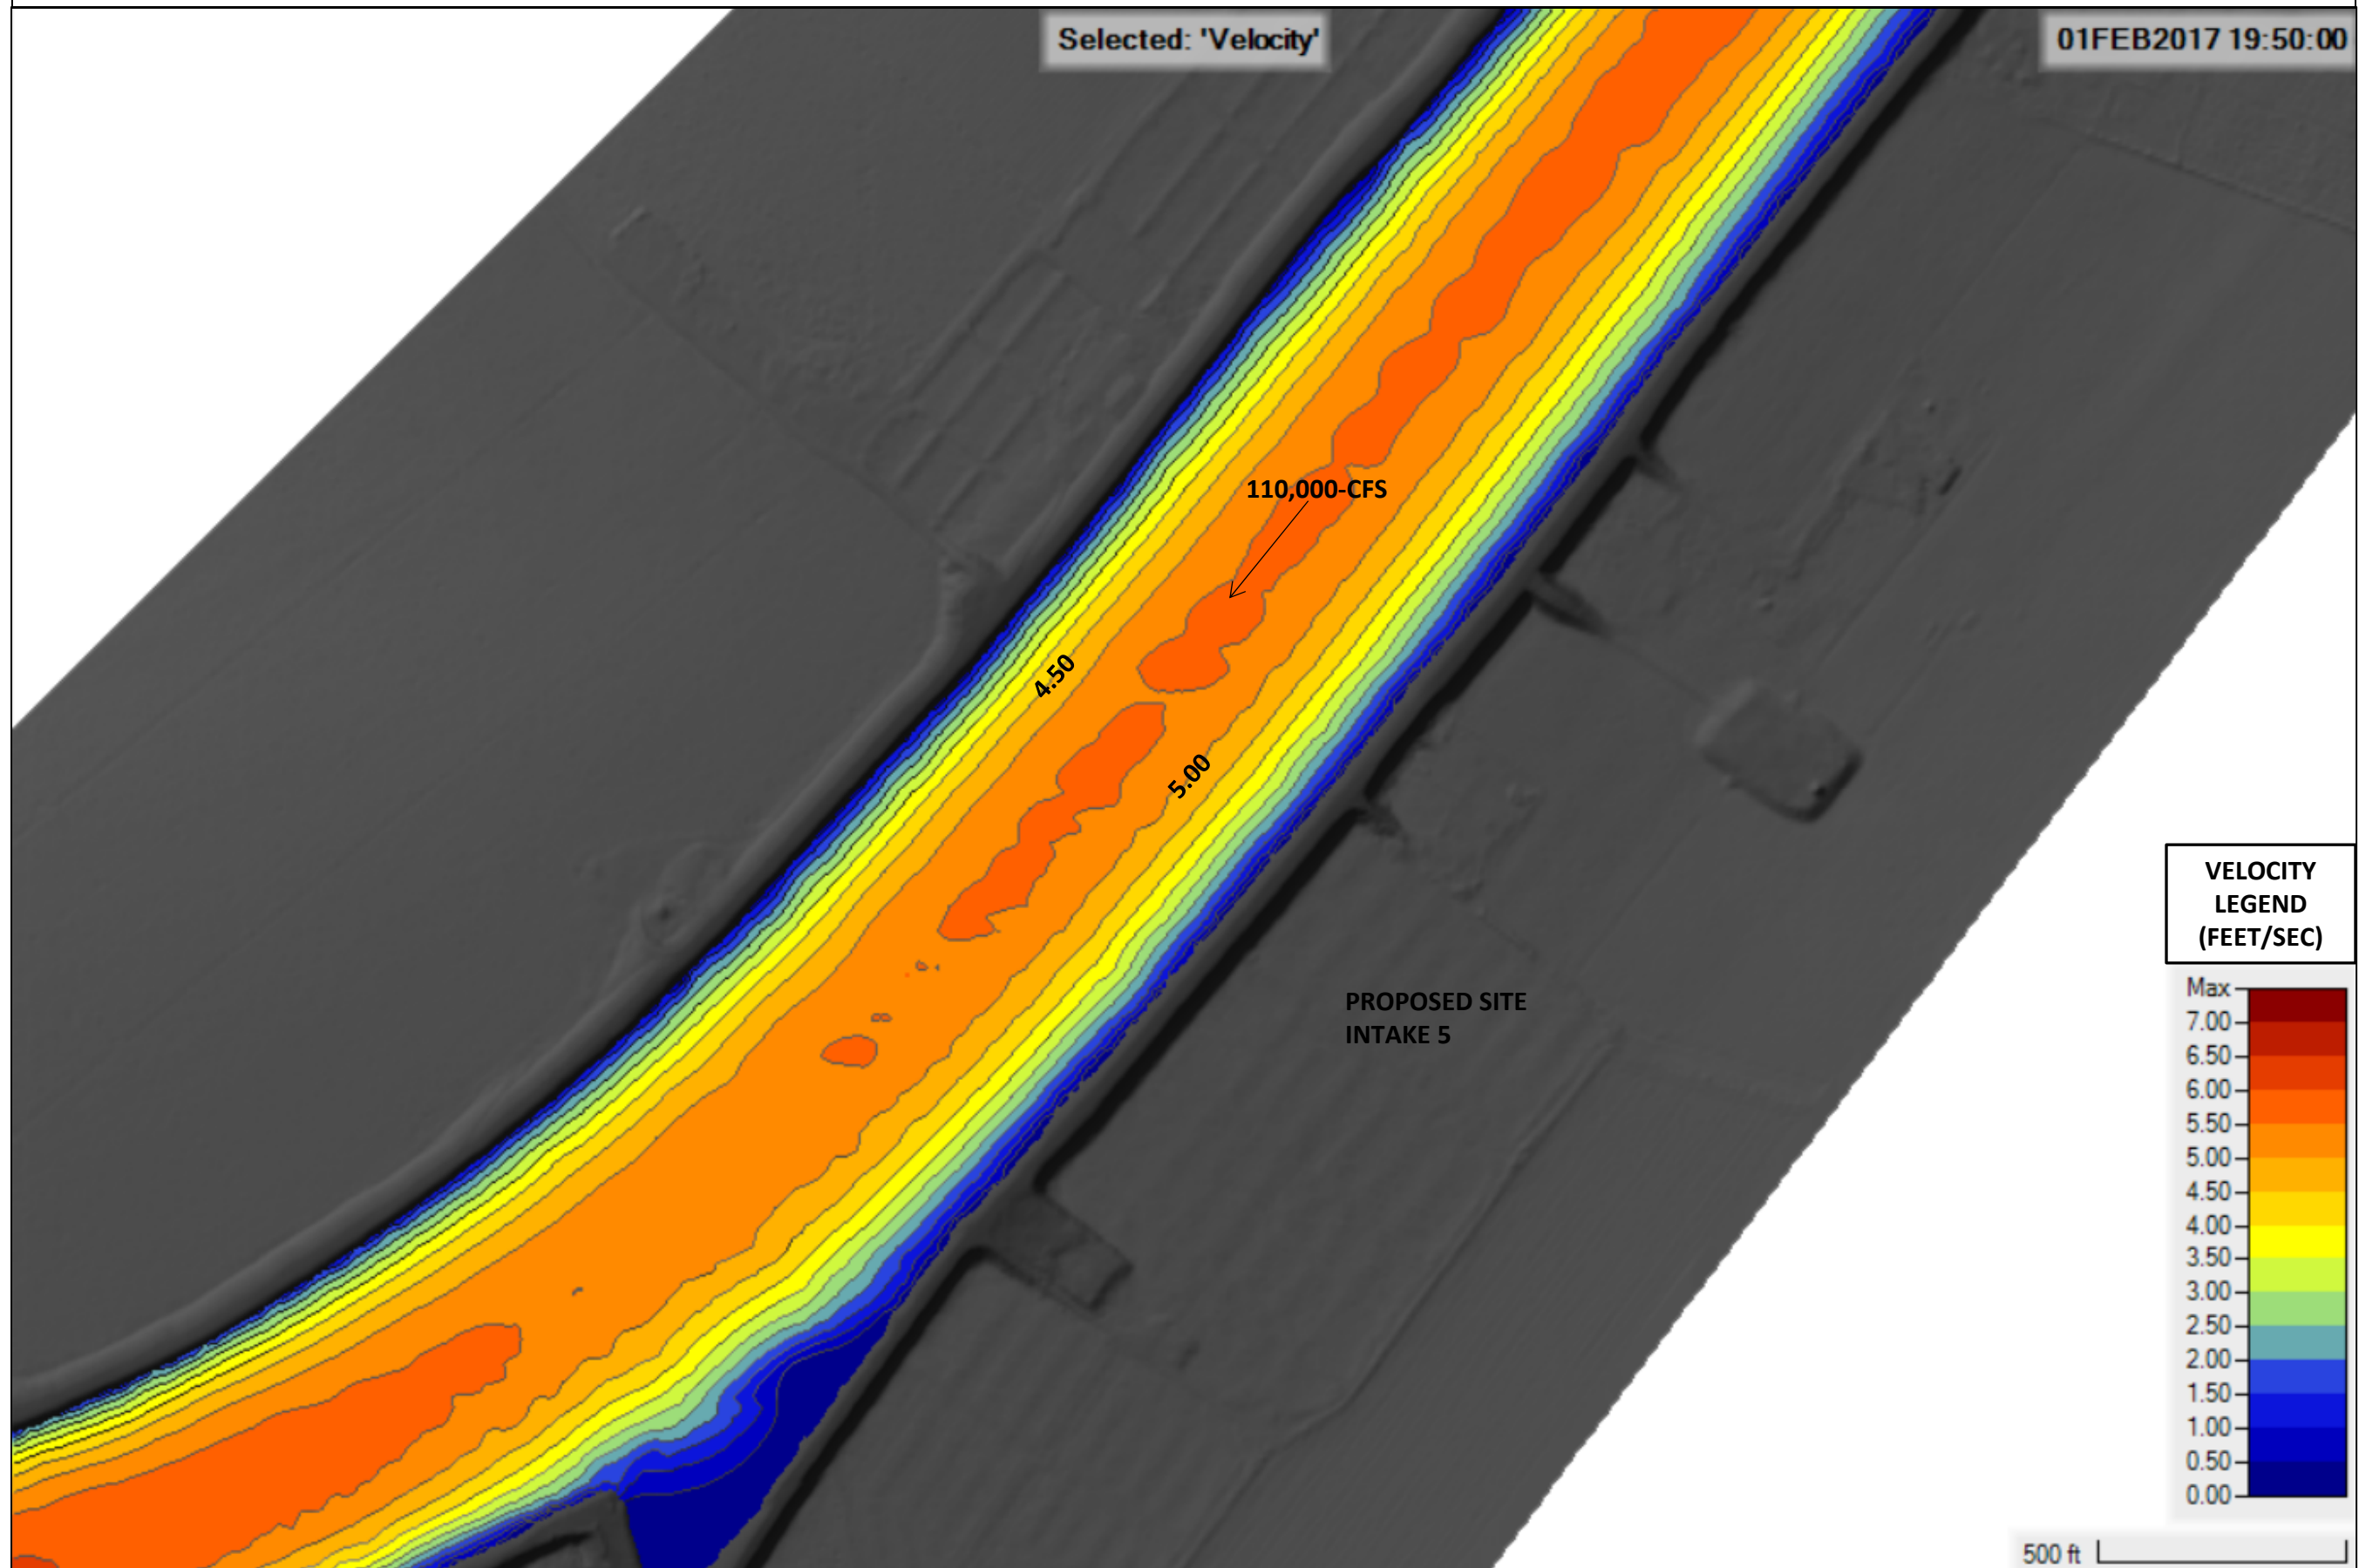 Selected: 'Velocity'
01FEB2017 19:50:00
110,000-CFS
4.50
5.00
PROPOSED SITE
INTAKE 5
VELOCITY
LEGEND
(FEET/SEC)
Max
7.00
6.50
6.00
5.50
5.00
4.50
4.00
3.50
3.00
2.50
2.00
1.50
1.00
0.50
0.00
500 ft